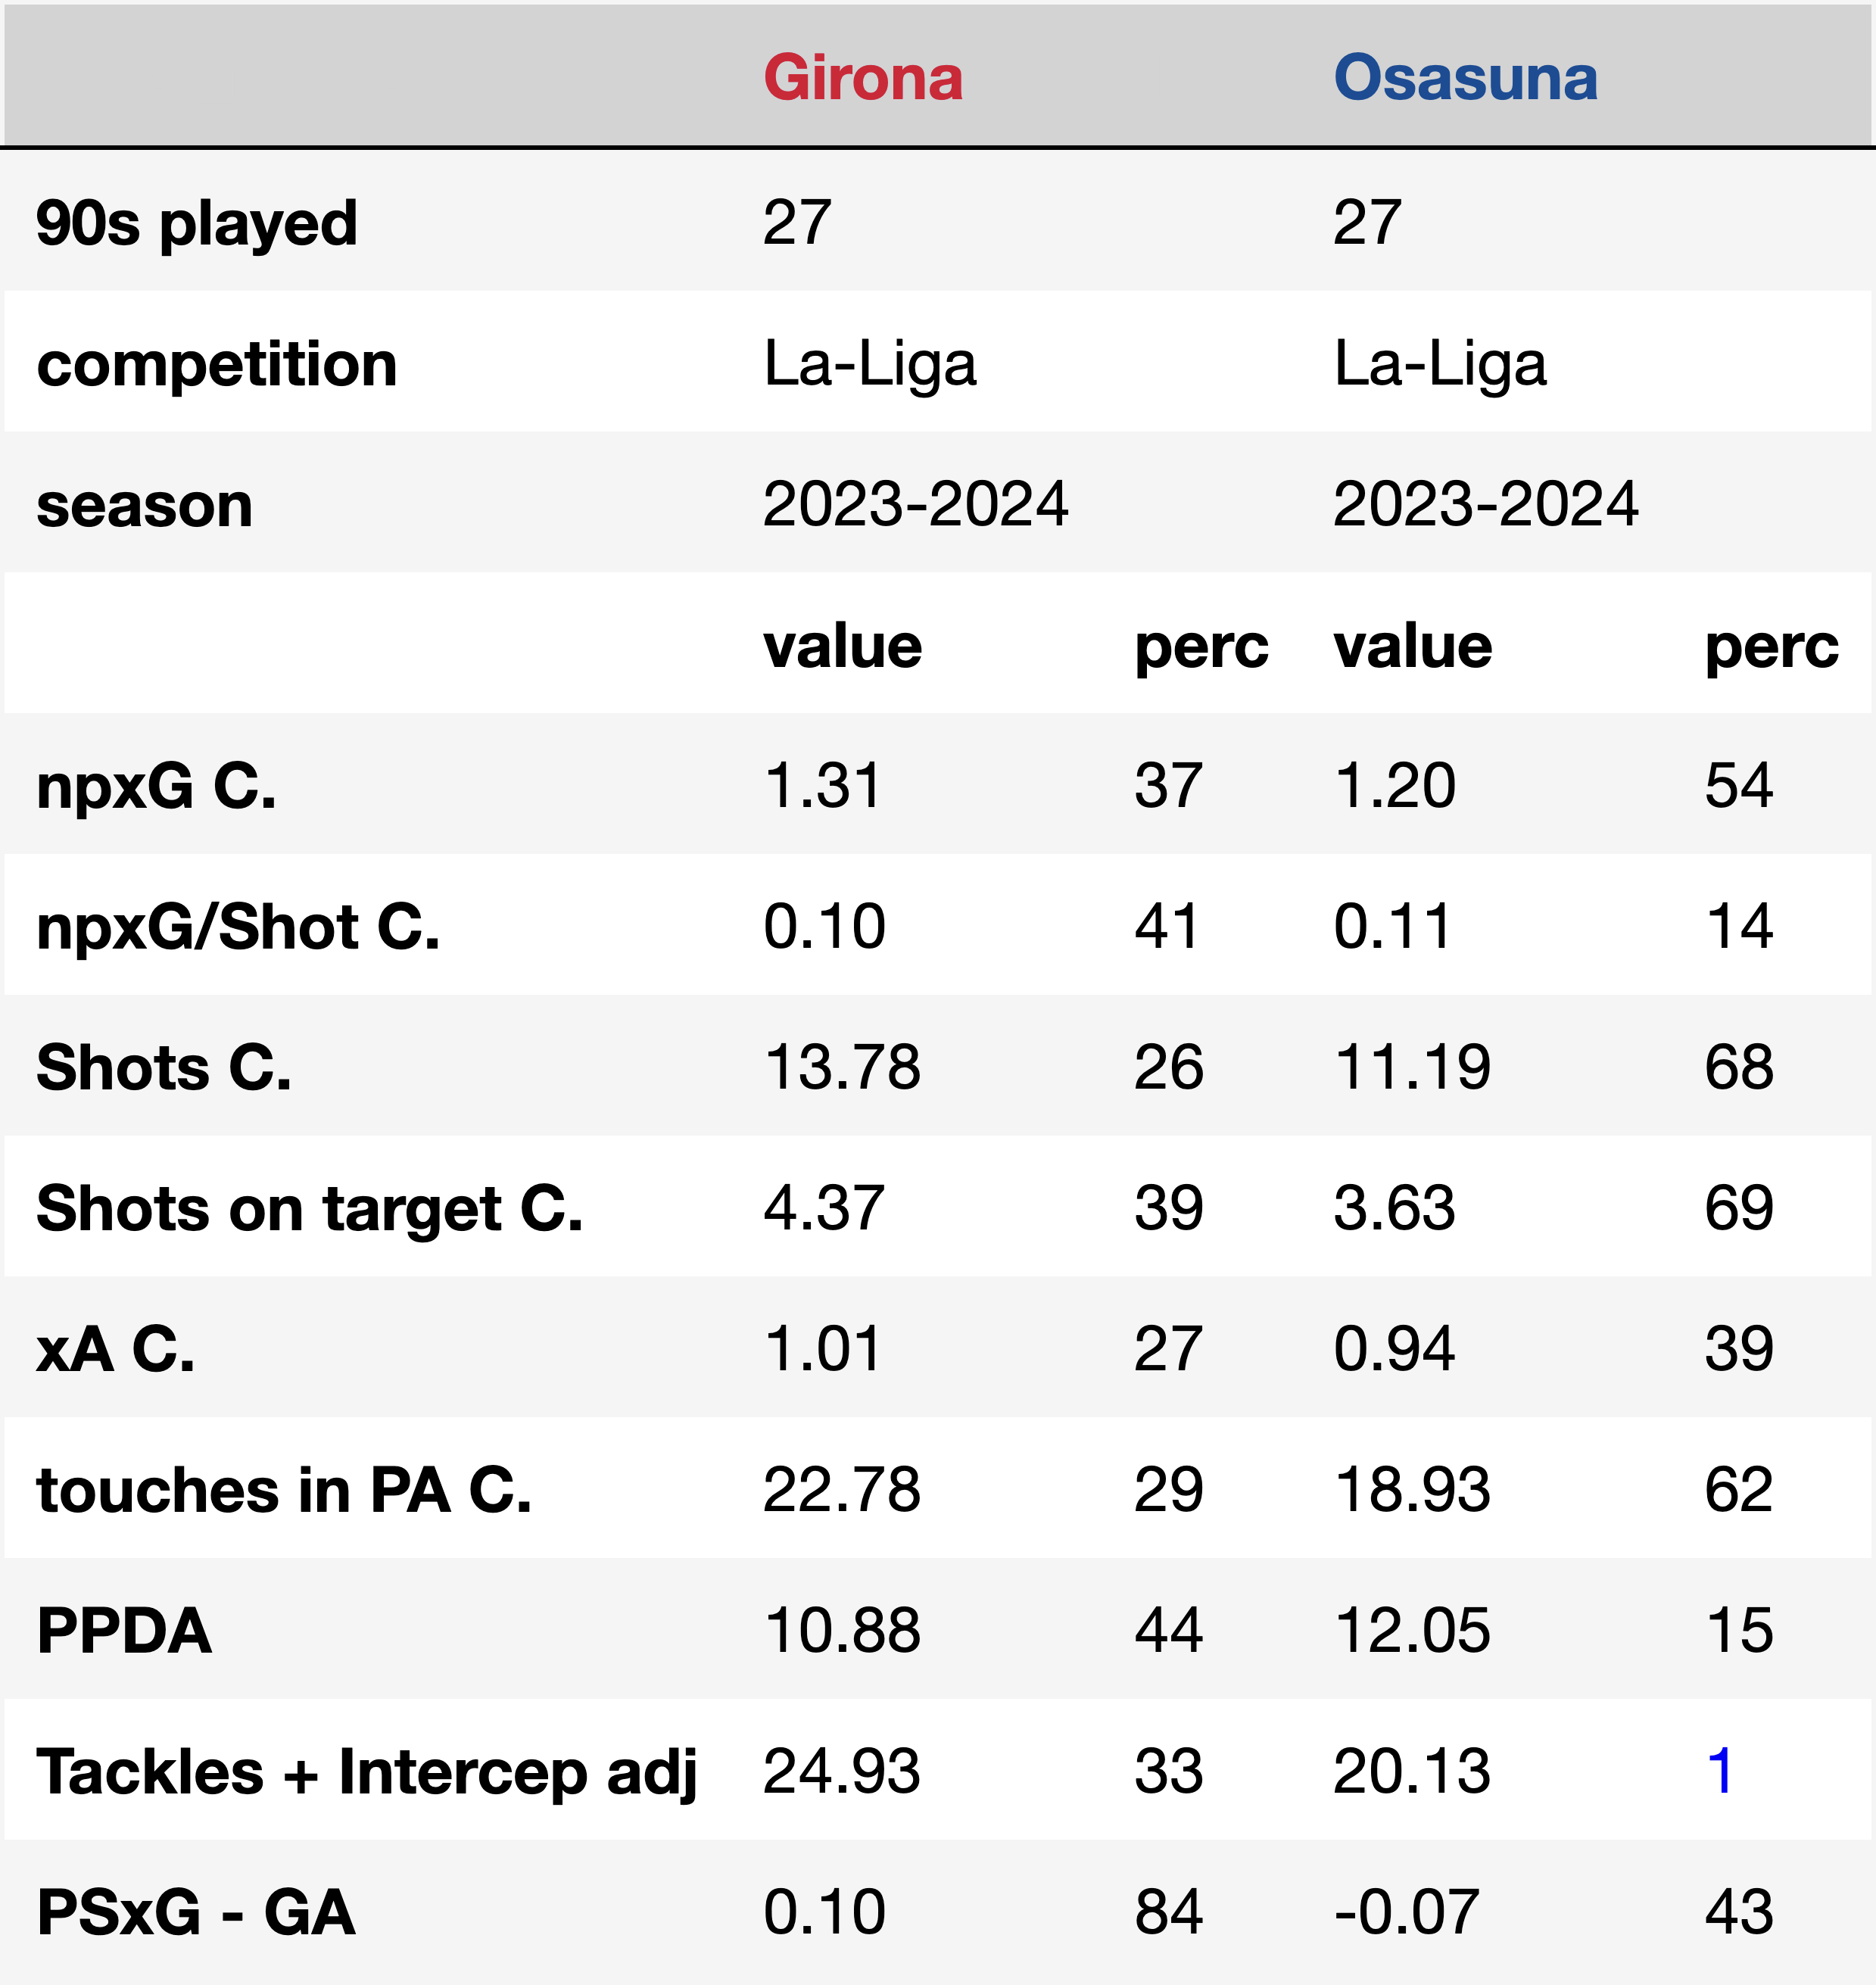 Girona Osasuna
90s played 27 27
competition La-Liga La-Liga
season 2023-2024 2023-2024
value perc value perc
npxG C. 1.31 37 1.20 54
npxG/Shot C. 0.10 41 0.11 14
Shots C. 13.78 26 11.19 68
Shots on target C. 4.37 39 3.63 69
xA C. 1.01 27 0.94 39
touches in PA C. 22.78 29 18.93 62
PPDA 10.88 44 12.05 15
Tackles + Intercep adj 24.93 33 20.13 1
PSxG - GA 0.10 84 -0.07 43